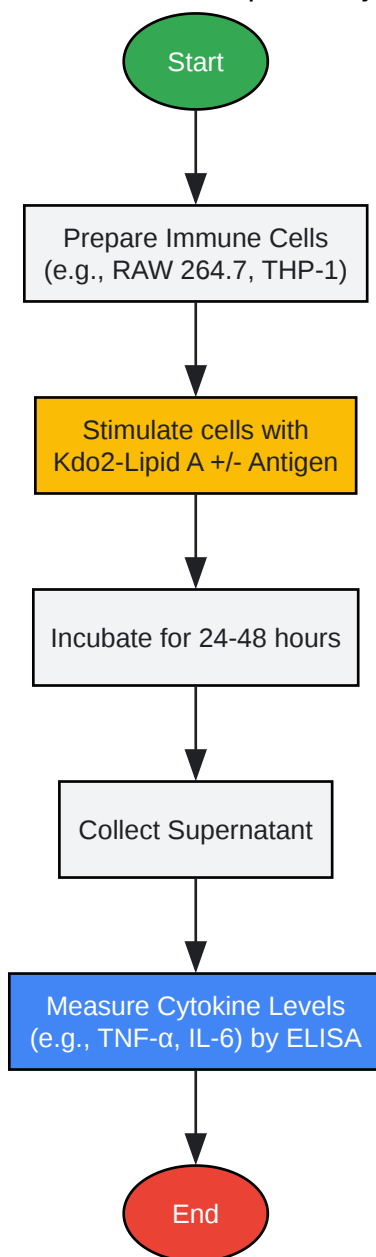 Start
Prepare Immune Cells
(e.g., RAW 264.7, THP-1)
Stimulate cells with
Kdo2-Lipid A +/- Antigen
Incubate for 24-48 hours
Collect Supernatant
Measure Cytokine Levels
(e.g., TNF-α, IL-6) by ELISA
End